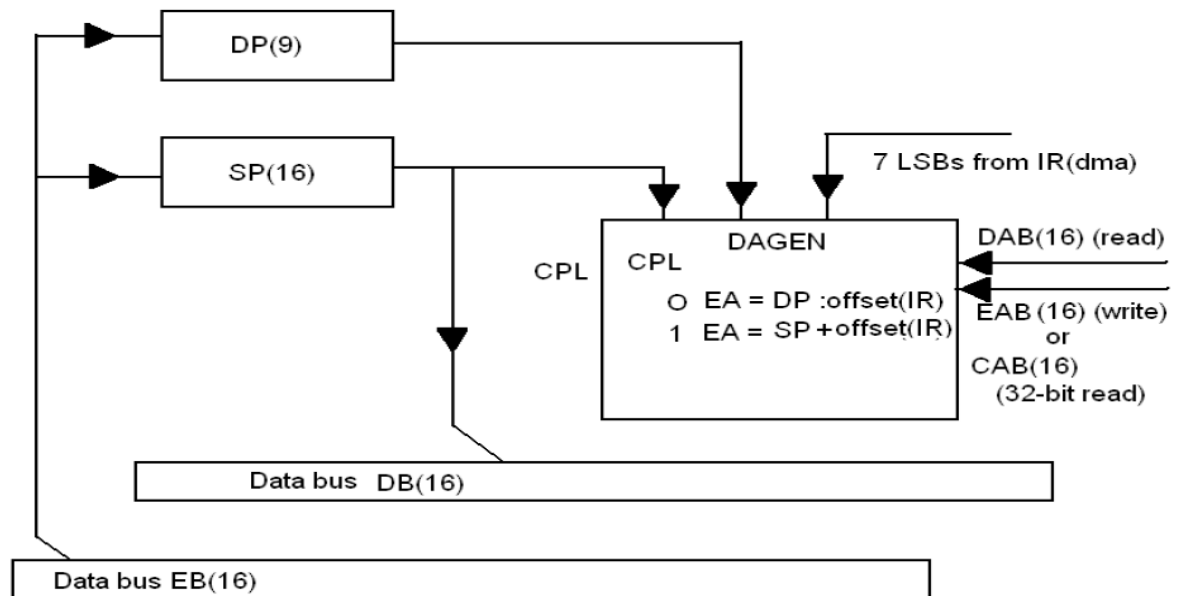 DP(9)
SP(16)
7 LSBs from IR(dma)
DAGEN
CPL
CPL
O EA = DP :offset(IR)
1 EA = SP +offset(IR)
DAB(16) (read)
EAB (16) (write)
or
CAB(16)
(32-bit read)
Data bus DB(16)
Data bus EB(16)